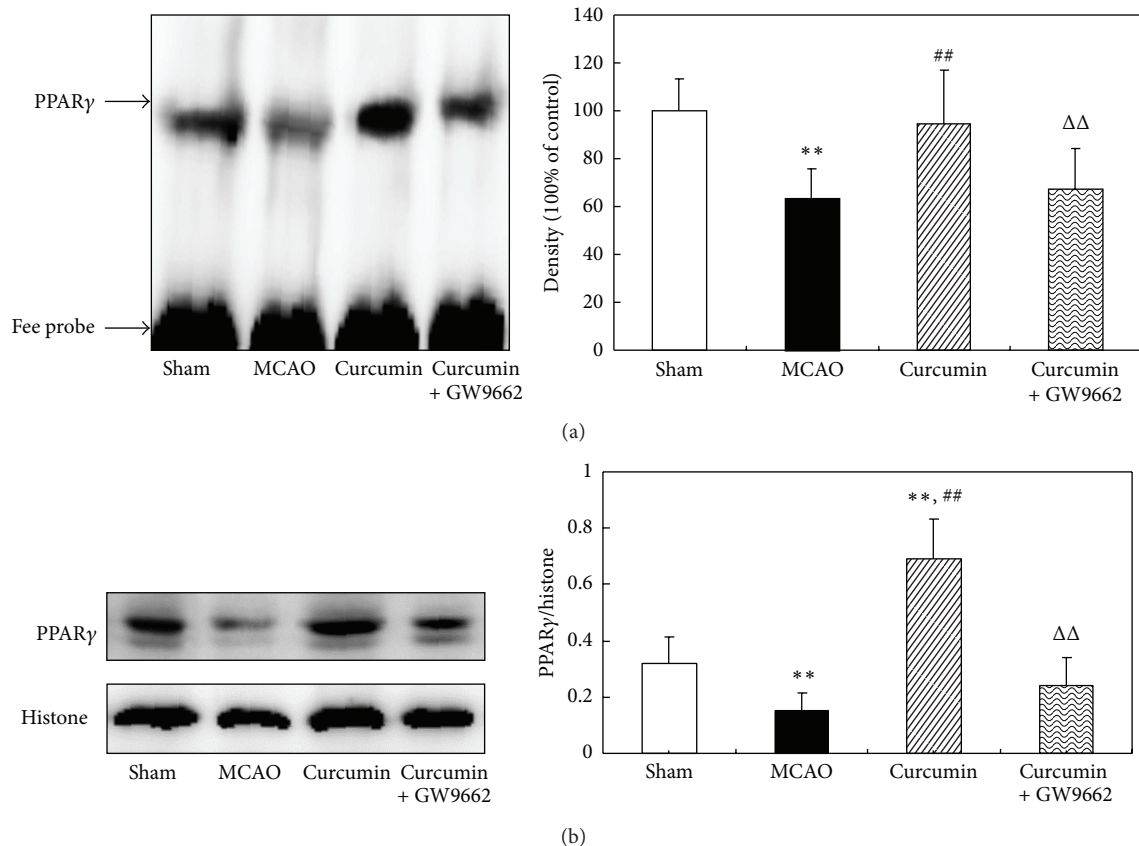 PPARγ
Fee probe
Sham
MCAO
Curcumin
Curcumin
+ GW9662
Density (100% of control)
140
120
100
80
60
40
20
0
**
##
ΔΔ
Sham
MCAO
Curcumin
Curcumin
+ GW9662
(a)
PPARγ
Histone
Sham
MCAO
Curcumin
Curcumin
+ GW9662
PPARγ/histone
1
0.8
0.6
0.4
0.2
0
**
**, ##
ΔΔ
Sham
MCAO
Curcumin
Curcumin
+ GW9662
(b)